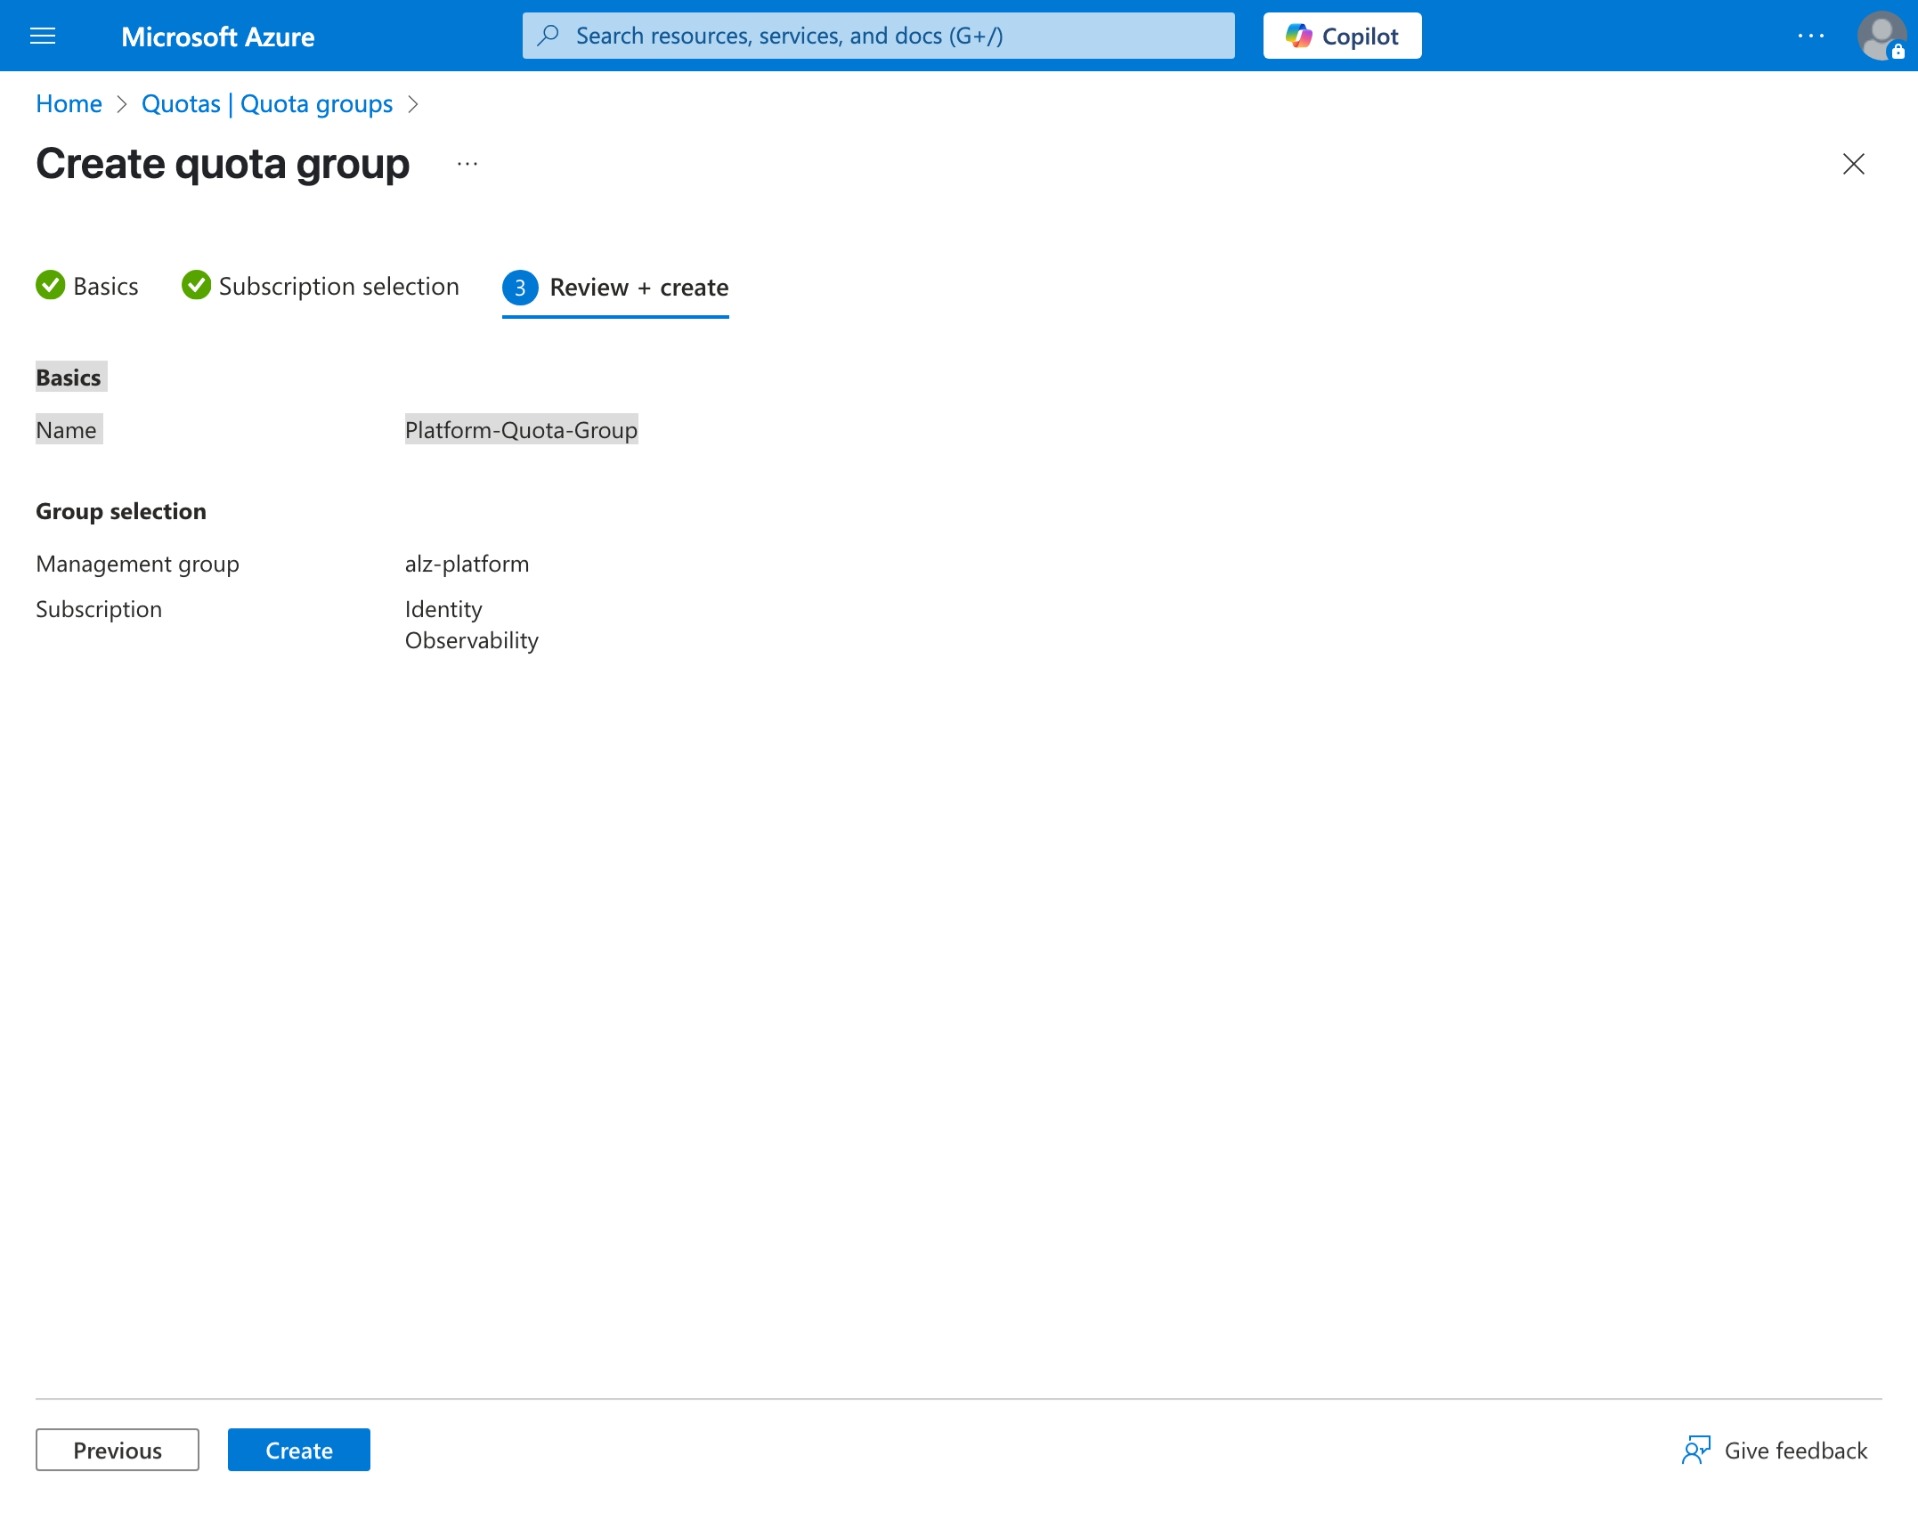 Microsoft Azure
Search resources, services, and docs (G+/)
Copilot
Home > Quotas | Quota groups >
Create quota group ...
Basics
Subscription selection
3 Review + create
Basics
Name Platform-Quota-Group
Group selection
Management group alz-platform
Subscription Identity
Observability
Previous
Create
Give feedback